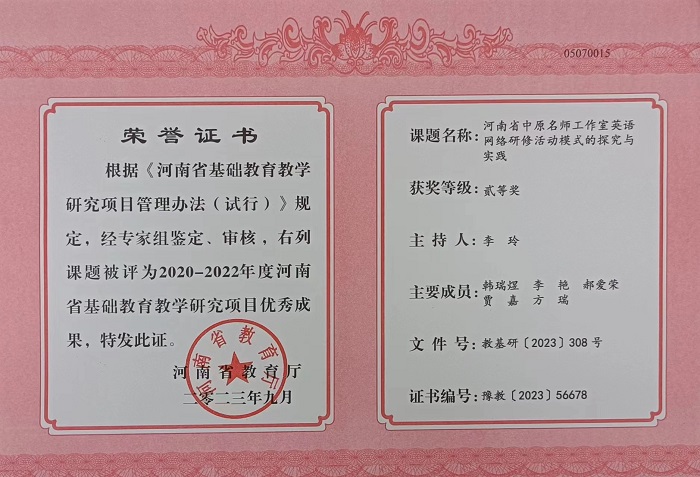 05070015
荣誉证书
根据《河南省基础教育教学
研究项目管理办法（试行）》规
定，经专家组鉴定、审核，右列
课题被评为2020-2022年度河南
省基础教育教学研究项目优秀成
果，特发此证。
河南省教育厅
二零二三年九月
河南省教育厅
课题名称：河南省中原名师工作室英语
网络研修活动模式的探究与
实践
获奖等级：贰等奖
主持人：李 玲
主要成员：韩瑞煜 李 艳 郝爱荣
贾 嘉 方 瑞
文件号：教基研〔2023〕308号
证书编号：豫教〔2023〕56678